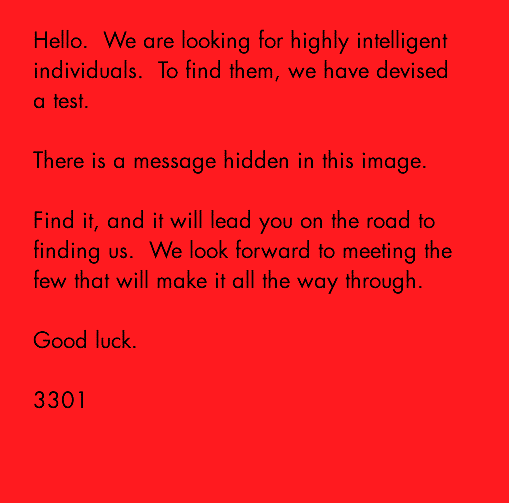 Hello.  We are looking for highly intelligent
individuals.  To find them, we have devised
a test.

There is a message hidden in this image.

Find it, and it will lead you on the road to
finding us.  We look forward to meeting the
few that will make it all the way through.

Good luck.

3301